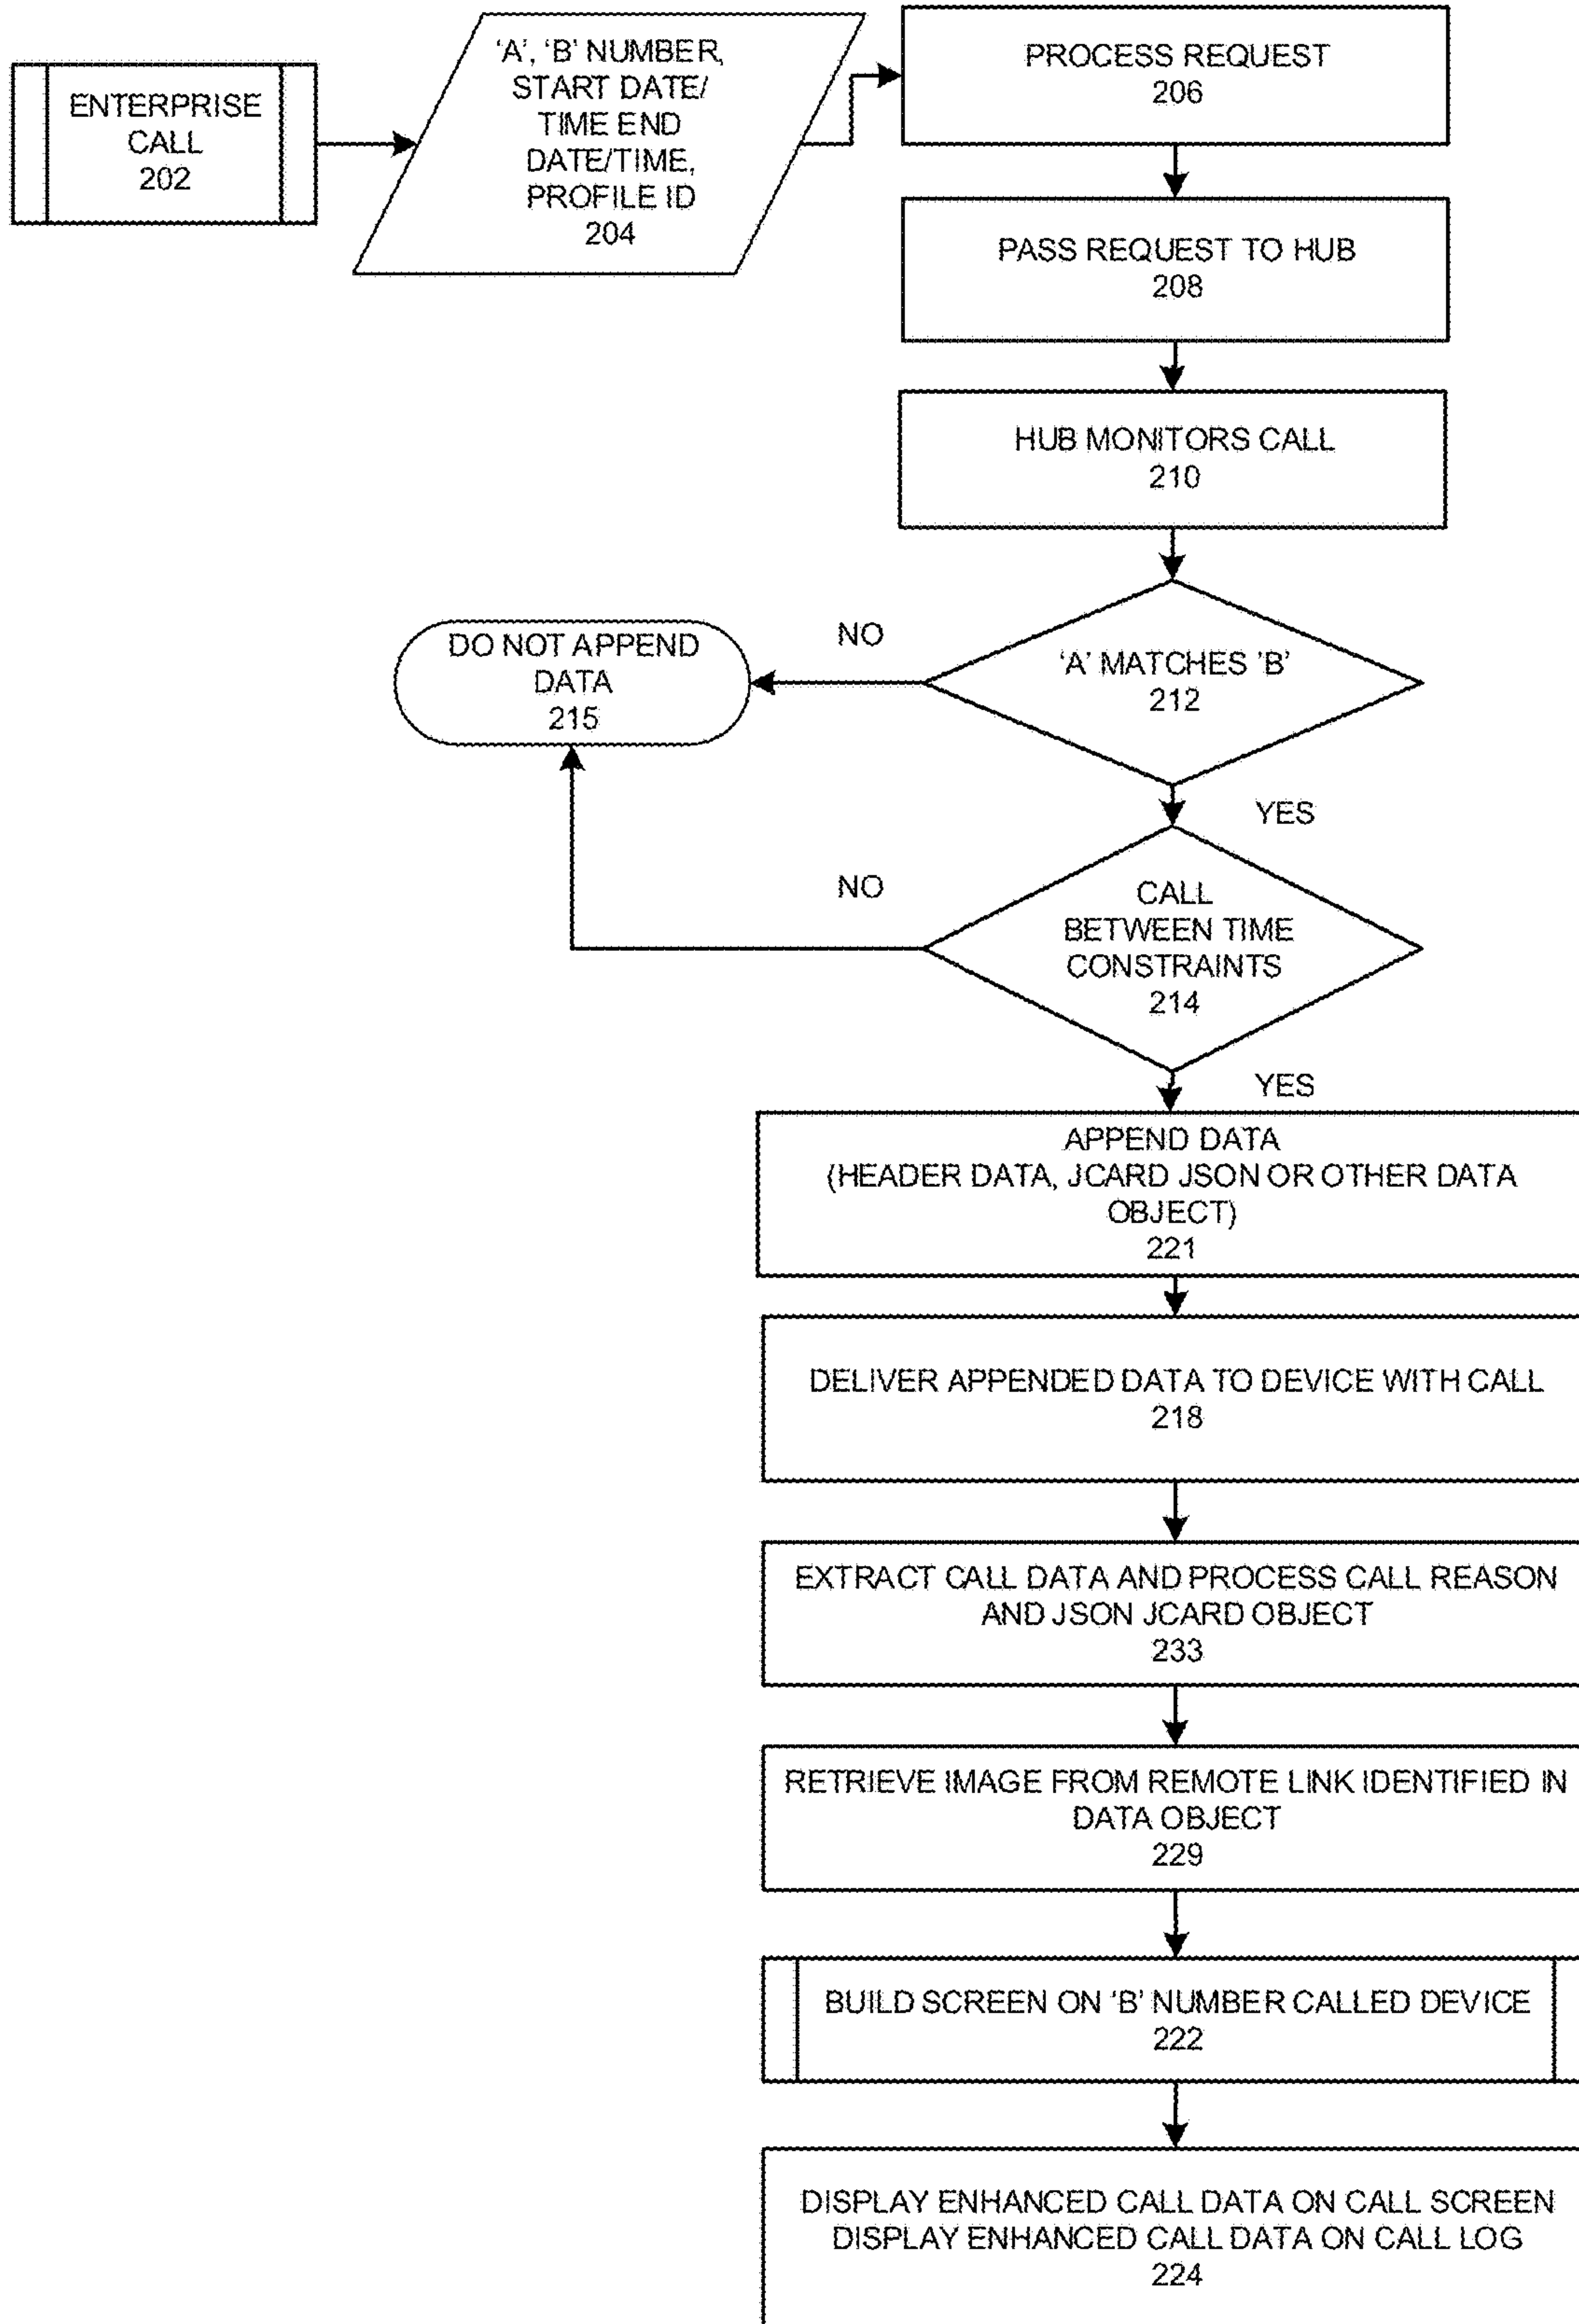 ENTERPRISE
CALL
202
‘A’, ‘B’ NUMBER,
START DATE/
TIME END
DATE/TIME,
PROFILE ID
204
PROCESS REQUEST
206
PASS REQUEST TO HUB
208
HUB MONITORS CALL
210
‘A’ MATCHES ’B’
212
NO
DO NOT APPEND
DATA
215
YES
CALL
BETWEEN TIME
CONSTRAINTS
214
NO
YES
APPEND DATA
(HEADER DATA, JCARD JSON OR OTHER DATA
OBJECT)
221
DELIVER APPENDED DATA TO DEVICE WITH CALL
218
EXTRACT CALL DATA AND PROCESS CALL REASON
AND JSON JCARD OBJECT
233
RETRIEVE IMAGE FROM REMOTE LINK IDENTIFIED IN
DATA OBJECT
229
BUILD SCREEN ON ‘B’ NUMBER CALLED DEVICE
222
DISPLAY ENHANCED CALL DATA ON CALL SCREEN
DISPLAY ENHANCED CALL DATA ON CALL LOG
224